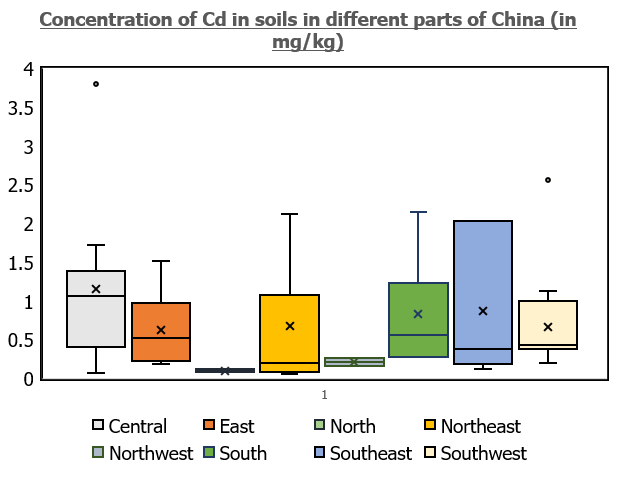 Concentration of Cd in soils in different parts of China (in
mg/kg)
4
3.5
3
2.5
2
1.5
1
0.5
0
1
Central East North Northeast
Northwest South Southeast Southwest